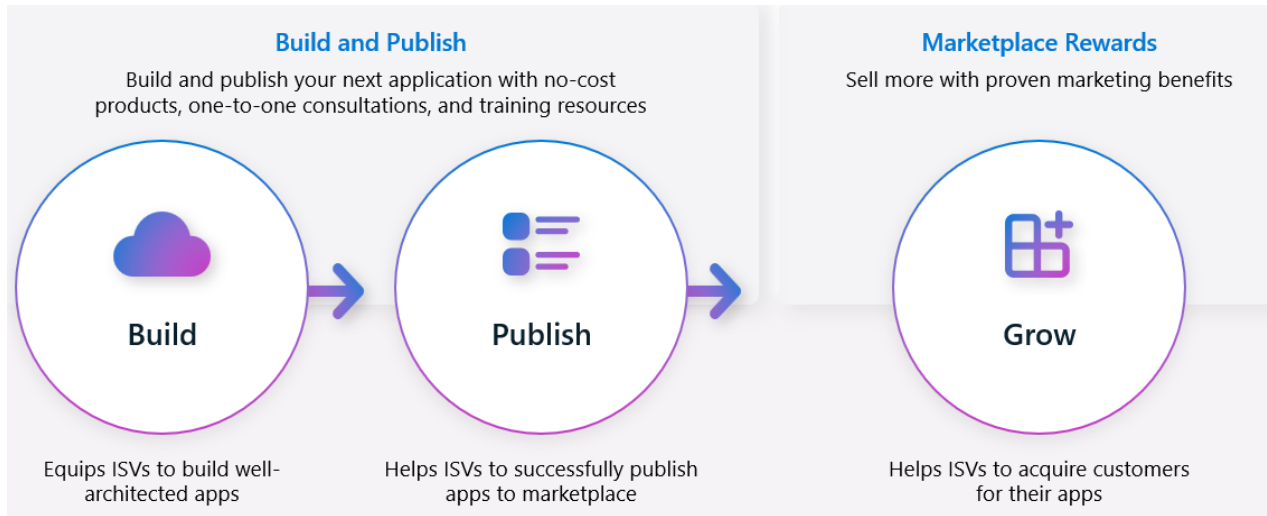 Build and Publish
Build and publish your next application with no-cost
products, one-to-one consultations, and training resources
Marketplace Rewards
Sell more with proven marketing benefits
Build
Publish
Grow
Equips ISVs to build well-
architected apps
Helps ISVs to successfully publish
apps to marketplace
Helps ISVs to acquire customers
for their apps